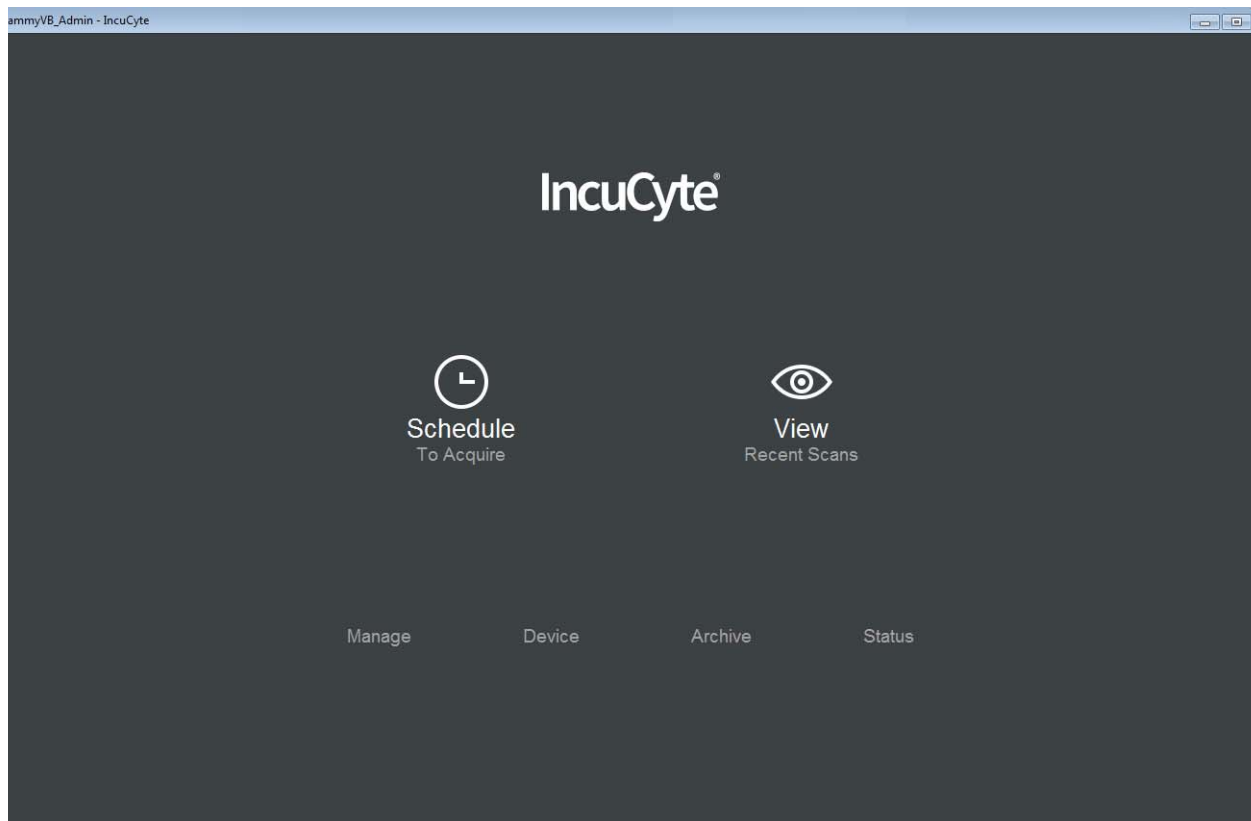 ammyVB_Admin - IncuCyte
IncuCyte®
Schedule
To Acquire
View
Recent Scans
Manage Device Archive Status